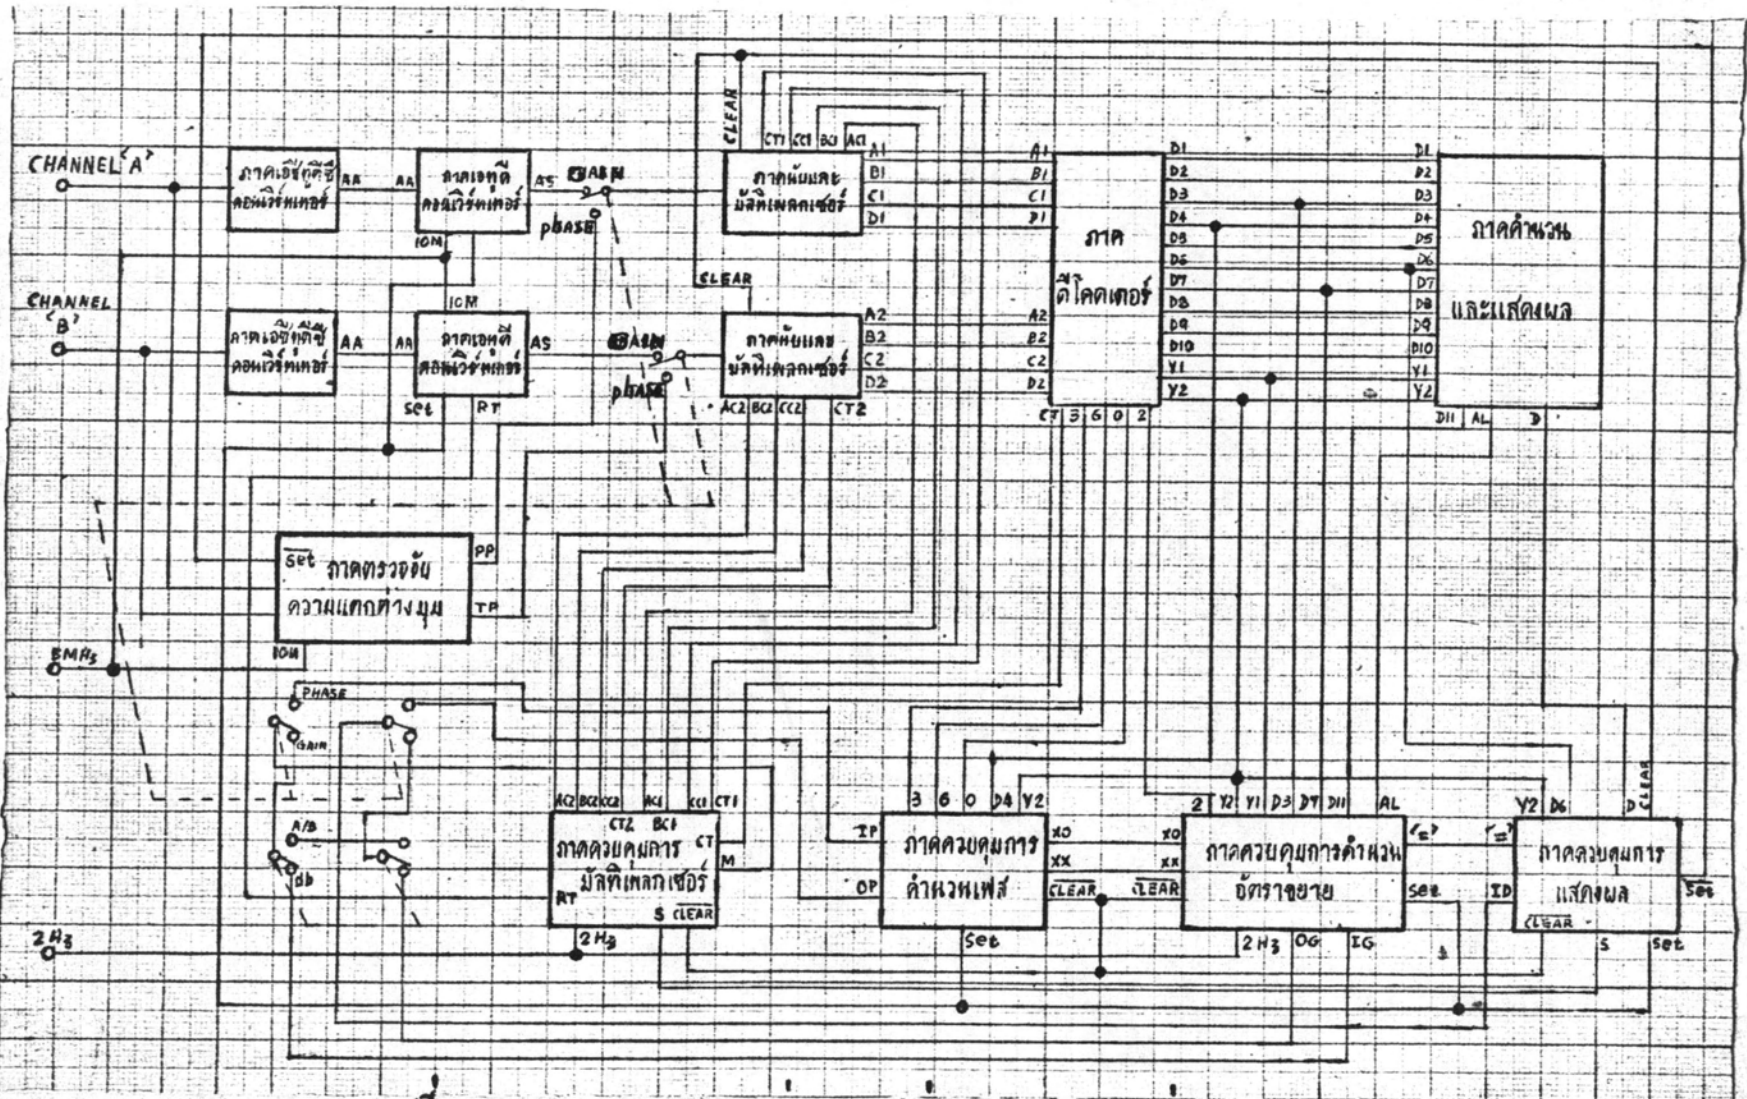 CHANNEL 'A'
ภาคเอซีทูดีซี
คอนเวิร์ทเตอร์
AA
AA
ภาคเอทูดี
คอนเวิร์ทเตอร์
AS
10M
PHASE
CLEAR
CT1 CC1 BC1 AC1
ภาคนับและ
มัลติเพลกเซอร์
A1
B1
C1
D1
A1
B1
C1
D1
ภาค
ดีโคดเตอร์
D1
D2
D3
D4
D5
D6
D7
D8
D9
D10
Y1
Y2
D1
D2
D3
D4
D5
D6
D7
D8
D9
D10
Y1
Y2
ภาคคำนวน
และแสดงผล
D11 AL D
CHANNEL
'B'
ภาคเอซีทูดีซี
คอนเวิร์ทเตอร์
AA
AA
10M
ภาคเอทูดี
คอนเวิร์ทเตอร์
AS
Set RT
PHASE
CLEAR
ภาคนับและ
มัลติเพลกเซอร์
A2
B2
C2
D2
AC2 BC2 CC2 CT2
A2
B2
C2
D2
CT 3 6 0 2
Set
ภาคตรวจจับ
ความแตกต่างมุม
PP
TP
10M
PHASE
GAIN
A/B
db
AC2 BC2 CC2 AC1 CC1 CT1
CT2 BC1 CT
ภาคควบคุมการ
มัลติเพลกเซอร์
M
RT
S CLEAR
2Hz
2Hz
3 6 0 D4 Y2
IP
OP
ภาคควบคุมการ
คำนวนเฟส
XO
XX
CLEAR
Set
2 Y2 Y1 D3 D7 D11 AL
XO
XX
CLEAR
ภาคควบคุมการคำนวน
อัตราขยาย
'='
Set
2Hz OG IG
Y2 D6 D CLEAR
'='
ID
ภาคควบคุมการ
แสดงผล
Set
CLEAR
S Set